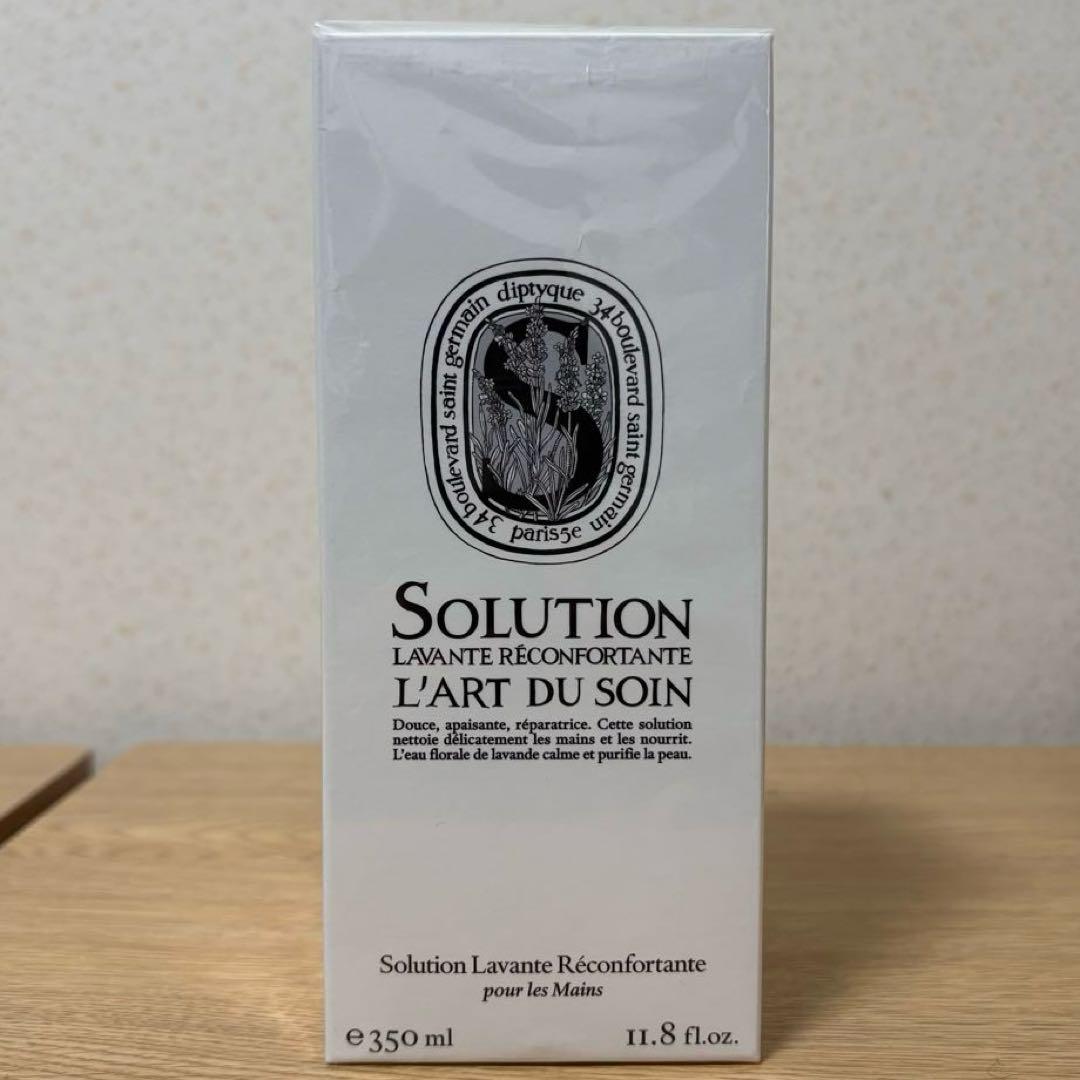 34 boulevard saint germain diptyque 34 boulevard saint germain
paris5e
S
SOLUTION
LAVANTE RÉCONFORTANTE
L'ART DU SOIN
Douce, apaisante, réparatrice. Cette solution
nettoie délicatement les mains et les nourrit.
L'eau florale de lavande calme et purifie la peau.
Solution Lavante Réconfortante
pour les Mains
e 350 ml
11.8 fl.oz.